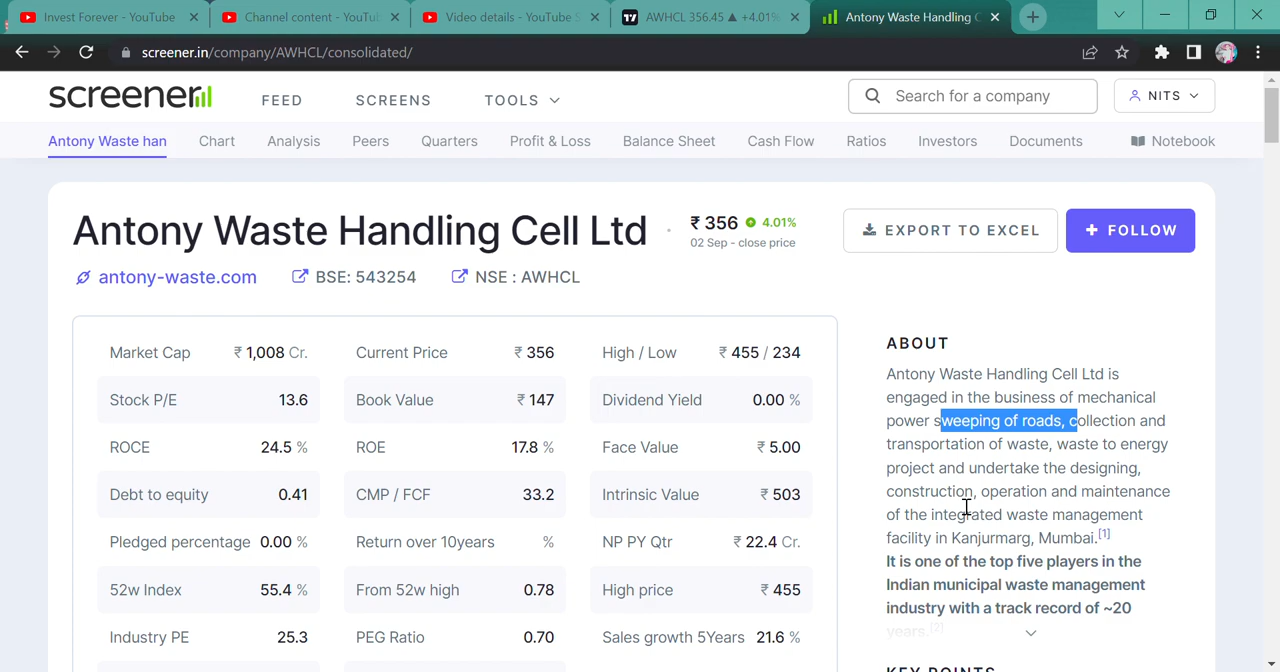 Invest Forever - YouTube
Channel content - YouTu
Video details - YouTube S
AWHCL 356.45 ▲ +4.01%
Antony Waste Handling C
screener.in/company/AWHCL/consolidated/
screener
FEED
SCREENS
TOOLS
Search for a company
NITS
Antony Waste han
Chart
Analysis
Peers
Quarters
Profit & Loss
Balance Sheet
Cash Flow
Ratios
Investors
Documents
Notebook
Antony Waste Handling Cell Ltd
₹ 356 4.01%
02 Sep - close price
EXPORT TO EXCEL
FOLLOW
antony-waste.com
BSE: 543254
NSE : AWHCL
Market Cap ₹ 1,008 Cr.
Current Price ₹ 356
High / Low ₹ 455 / 234
Stock P/E 13.6
Book Value ₹ 147
Dividend Yield 0.00 %
ROCE 24.5 %
ROE 17.8 %
Face Value ₹ 5.00
Debt to equity 0.41
CMP / FCF 33.2
Intrinsic Value ₹ 503
Pledged percentage 0.00 %
Return over 10years %
NP PY Qtr ₹ 22.4 Cr.
52w Index 55.4 %
From 52w high 0.78
High price ₹ 455
Industry PE 25.3
PEG Ratio 0.70
Sales growth 5Years 21.6 %
ABOUT
Antony Waste Handling Cell Ltd is
engaged in the business of mechanical
power sweeping of roads, collection and
transportation of waste, waste to energy
project and undertake the designing,
construction, operation and maintenance
of the integrated waste management
facility in Kanjurmarg, Mumbai.[1]
It is one of the top five players in the
Indian municipal waste management
industry with a track record of ~20
years.[2]
KEY POINTS